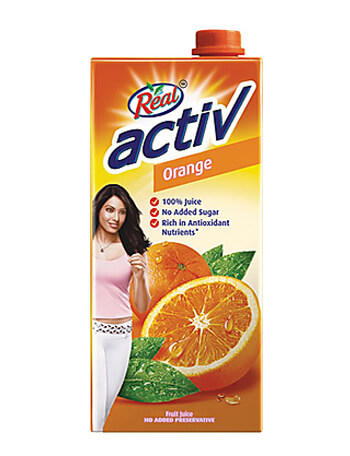 Real
activ
Orange
100% Juice
No Added Sugar
Rich in Antioxidant
Nutrients*
Fruit Juice
NO ADDED PRESERVATIVE